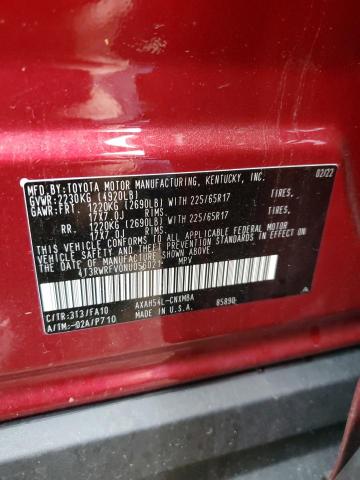 MFD.BY:TOYOTA MOTOR MANUFACTURING, KENTUCKY, INC. 02/22
GVWR:2230KG (4920LB)
GAWR:FRT. 1220KG (2690LB) WITH 225/65R17 TIRES,
17X7.0J RIMS,
RR. 1220KG (2690LB) WITH 225/65R17 TIRES,
17X7.0J RIMS,
THIS VEHICLE CONFORMS TO ALL APPLICABLE FEDERAL MOTOR
VEHICLE SAFETY STANDARDS IN EFFECT ON THE DATE OF
MANUFACTURE SHOWN ABOVE.
MPV
C/TR:3T3/FA10 AXAH54L-CNXMBA
A/TM:-02A/P710 MADE IN U.S.A. 85890